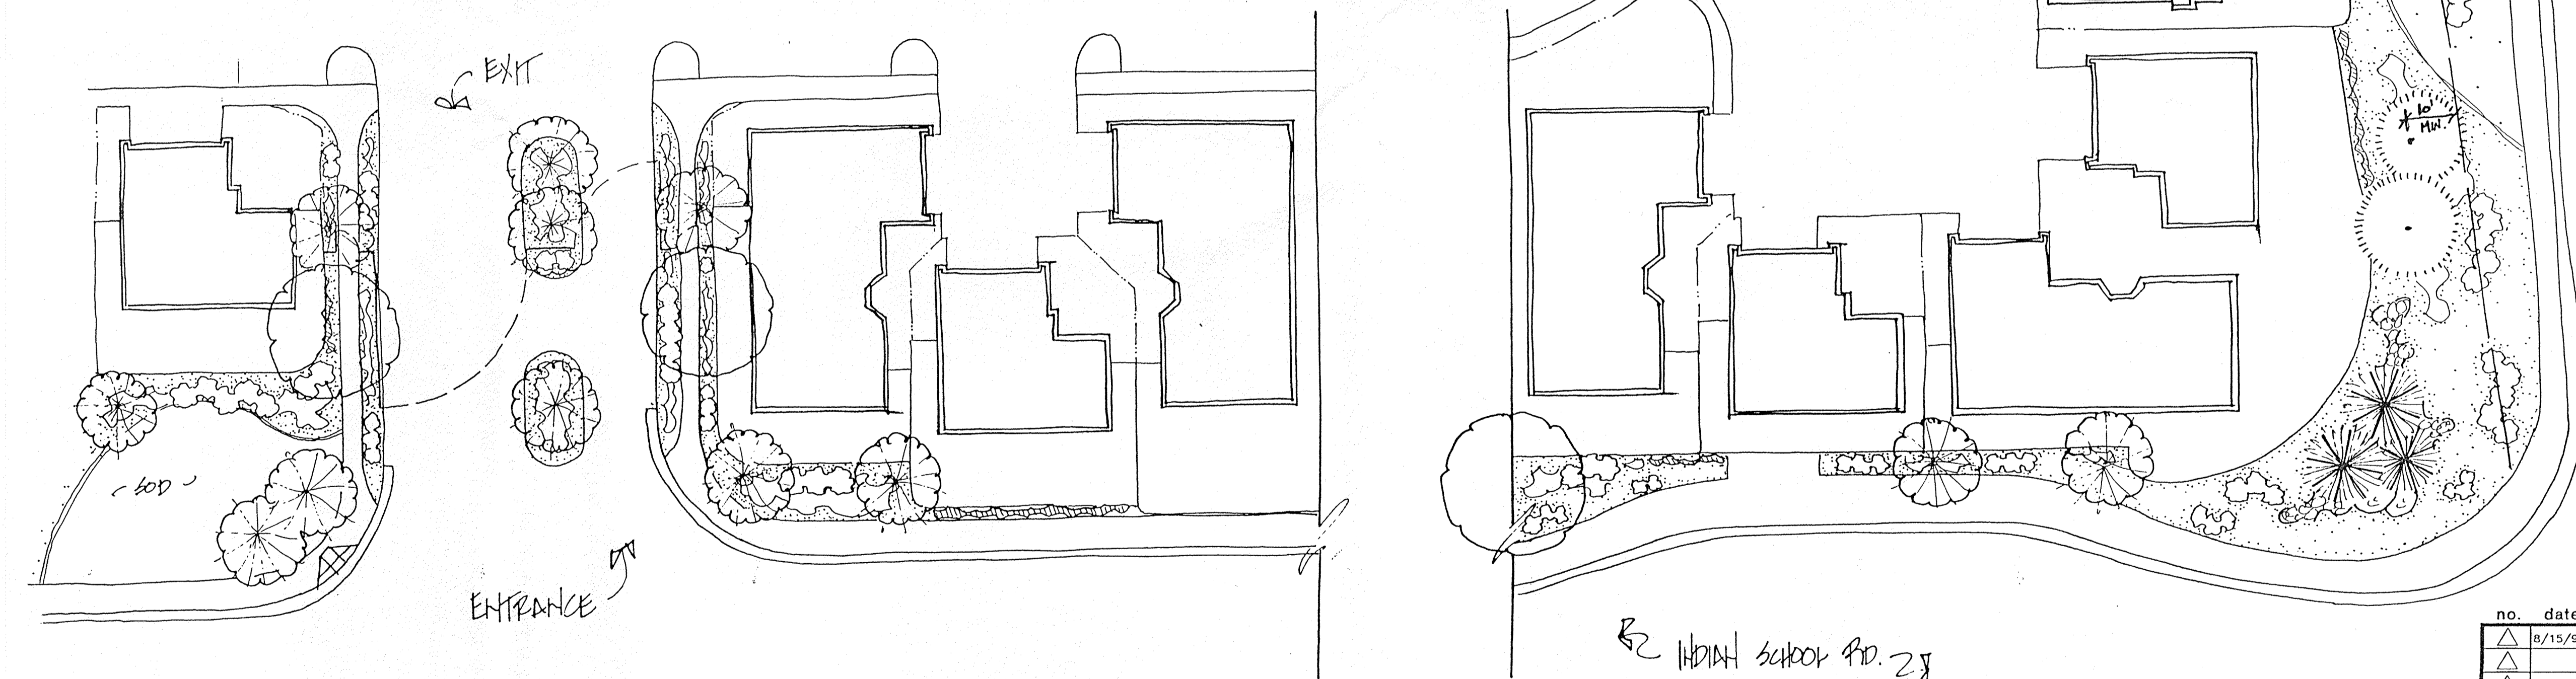 EXIT
10'
MIN.
SOD
ENTRANCE
INDIAN SCHOOL RD.
no. date
8/15/9